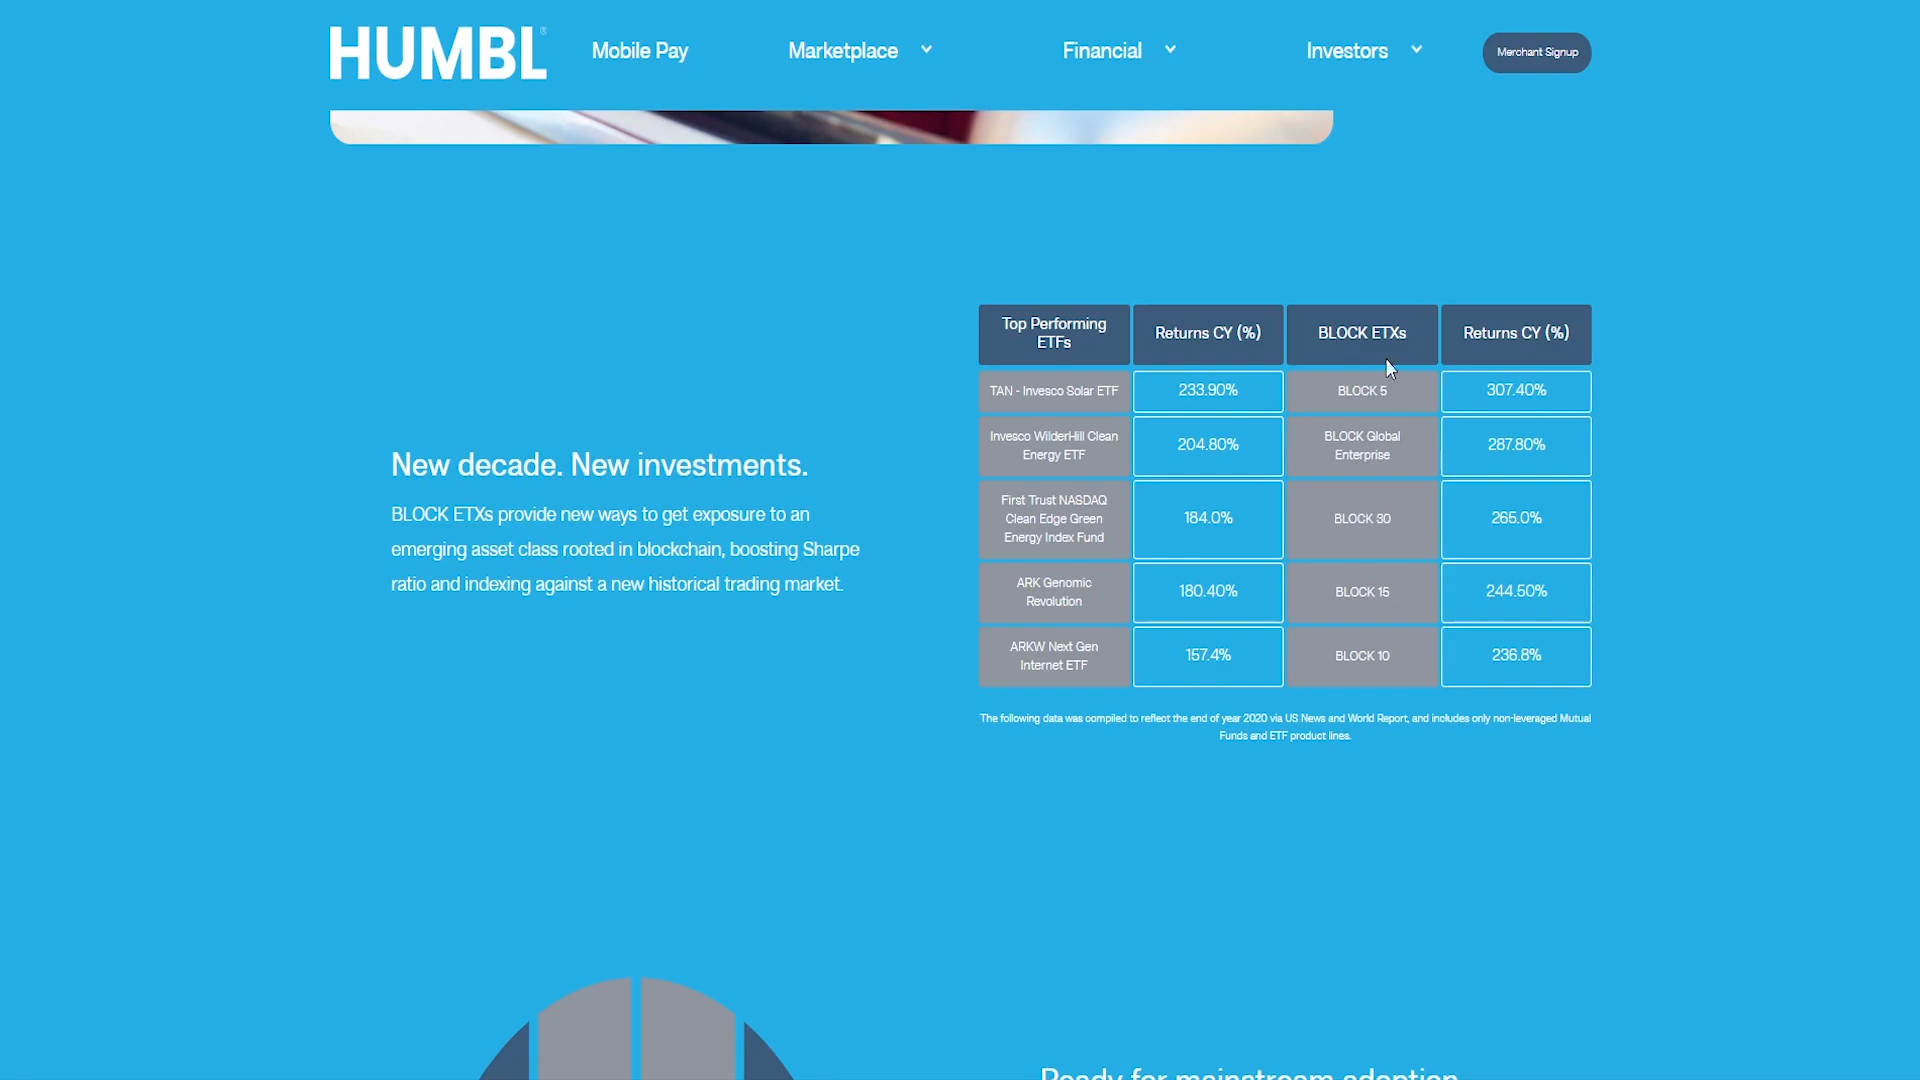 HUMBL®
Mobile Pay
Marketplace
Financial
Investors
Merchant Signup
New decade. New investments.
BLOCK ETXs provide new ways to get exposure to an
emerging asset class rooted in blockchain, boosting Sharpe
ratio and indexing against a new historical trading market.
Top Performing
ETFs
Returns CY (%)
BLOCK ETXs
Returns CY (%)
TAN - Invesco Solar ETF
233.90%
BLOCK 5
307.40%
Invesco WilderHill Clean
Energy ETF
204.80%
BLOCK Global
Enterprise
287.80%
First Trust NASDAQ
Clean Edge Green
Energy Index Fund
184.0%
BLOCK 30
265.0%
ARK Genomic
Revolution
180.40%
BLOCK 15
244.50%
ARKW Next Gen
Internet ETF
157.4%
BLOCK 10
236.8%
The following data was compiled to reflect the end of year 2020 via US News and World Report, and includes only non-leveraged Mutual
Funds and ETF product lines.
Ready for mainstream adoption